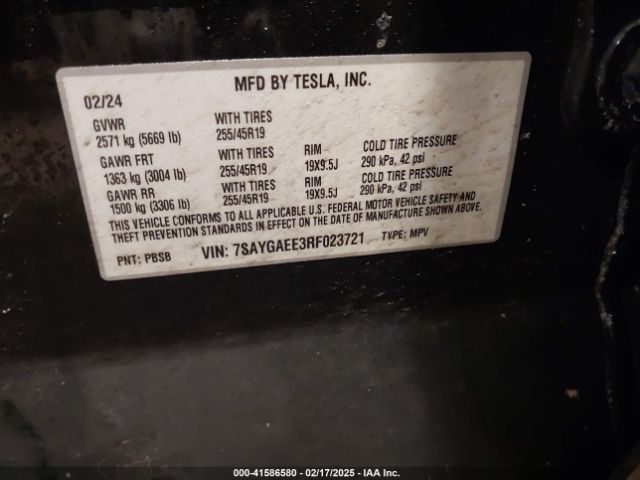 MFD BY TESLA, INC.
02/24
GVWR WITH TIRES
2571 kg (5669 lb) 255/45R19
GAWR FRT WITH TIRES RIM COLD TIRE PRESSURE
1363 kg (3004 lb) 255/45R19 19X9.5J 290 kPa, 42 psi
GAWR RR WITH TIRES RIM COLD TIRE PRESSURE
1500 kg (3306 lb) 255/45R19 19X9.5J 290 kPa, 42 psi
THIS VEHICLE CONFORMS TO ALL APPLICABLE U.S. FEDERAL MOTOR VEHICLE SAFETY AND
THEFT PREVENTION STANDARDS IN EFFECT ON THE DATE OF MANUFACTURE SHOWN ABOVE.
PNT: PBSB VIN: 7SAYGAEE3RF023721 TYPE: MPV
000-41586580 - 02/17/2025 - IAA Inc.